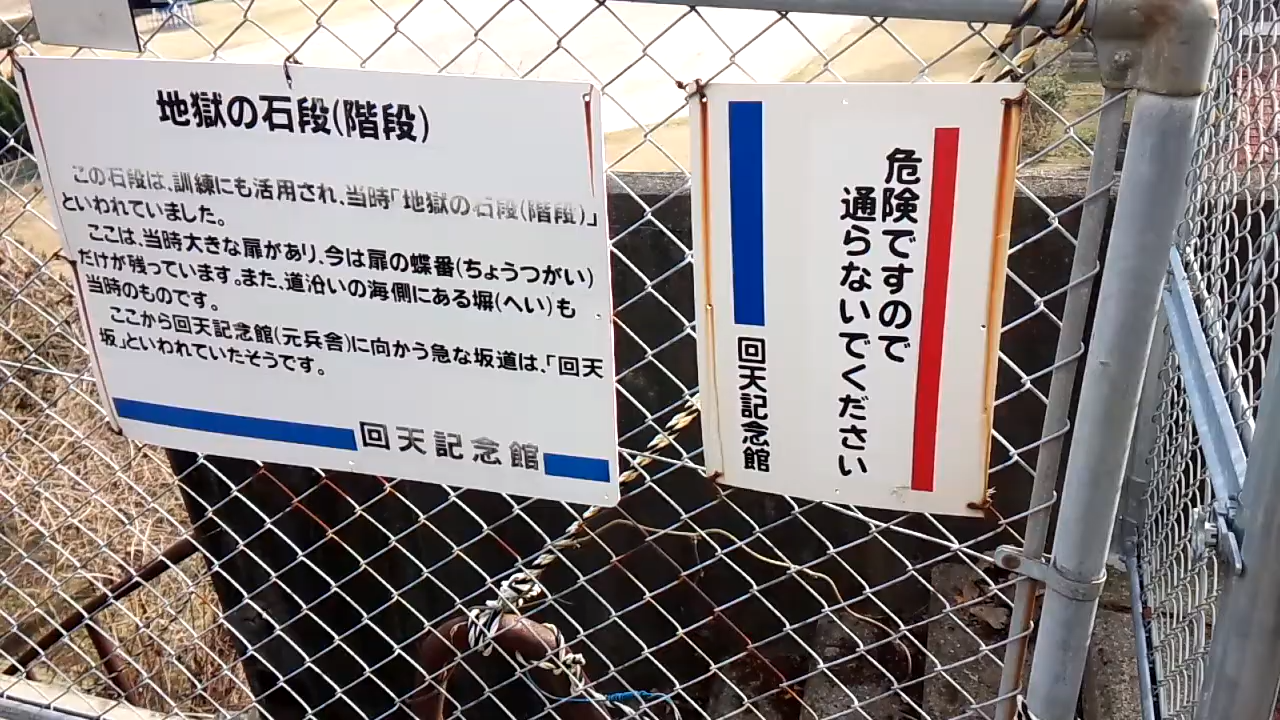 地獄の石段(階段)
この石段は､訓練にも活用され､当時｢地獄の石段(階段)｣
といわれていました｡
ここは､当時大きな扉があり､今は扉の蝶番(ちょうつがい)
だけが残っています｡また､道沿いの海側にある塀(へい)も
当時のものです｡
ここから回天記念館(元兵舎)に向かう急な坂道は､｢回天
坂｣といわれていたそうです｡
回天記念館
危険ですので
通らないでください
回天記念館